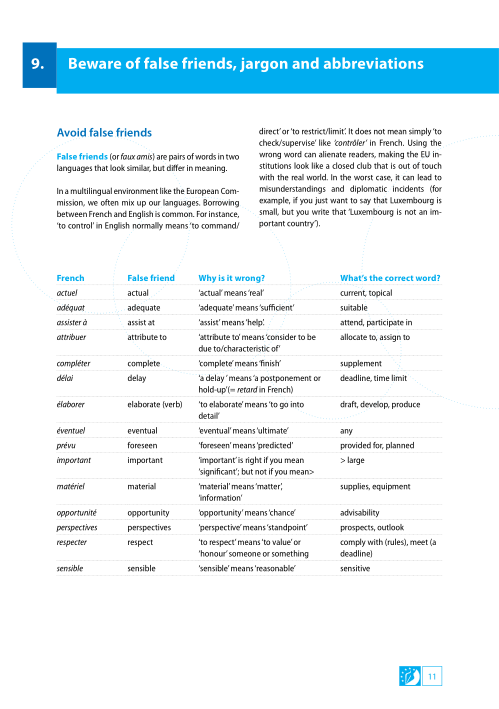 9. Beware of false friends, jargon and abbreviations
Avoid false friends
False friends (or faux amis) are pairs of words in two
languages that look similar, but differ in meaning.
In a multilingual environment like the European Com-
mission, we often mix up our languages. Borrowing
between French and English is common. For instance,
‘to control’ in English normally means ‘to command/
direct’ or ‘to restrict/limit’. It does not mean simply ‘to
check/supervise’ like ‘contrôler’ in French. Using the
wrong word can alienate readers, making the EU in-
stitutions look like a closed club that is out of touch
with the real world. In the worst case, it can lead to
misunderstandings and diplomatic incidents (for
example, if you just want to say that Luxembourg is
small, but you write that ‘Luxembourg is not an im-
portant country’).
French False friend Why is it wrong? What’s the correct word?
actuel actual ‘actual’ means ‘real’ current, topical
adéquat adequate ‘adequate’ means ‘sufficient’ suitable
assister à assist at ‘assist’ means ‘help’. attend, participate in
attribuer attribute to ‘attribute to’ means ‘consider to be allocate to, assign to
due to/characteristic of’
compléter complete ‘complete’ means ‘finish’ supplement
délai delay ‘a delay ’ means ‘a postponement or deadline, time limit
hold-up’(= retard in French)
élaborer elaborate (verb) ‘to elaborate’ means ‘to go into draft, develop, produce
detail’
éventuel eventual ‘eventual’ means ‘ultimate’ any
prévu foreseen ‘foreseen’ means ‘predicted’ provided for, planned
important important ‘important’ is right if you mean > large
‘significant’; but not if you mean>
matériel material ‘material’ means ‘matter’, supplies, equipment
‘information’
opportunité opportunity ‘opportunity’ means ‘chance’ advisability
perspectives perspectives ‘perspective’ means ‘standpoint’ prospects, outlook
respecter respect ‘to respect’ means ‘to value’ or comply with (rules), meet (a
‘honour’ someone or something deadline)
sensible sensible ‘sensible’ means ‘reasonable’ sensitive
11